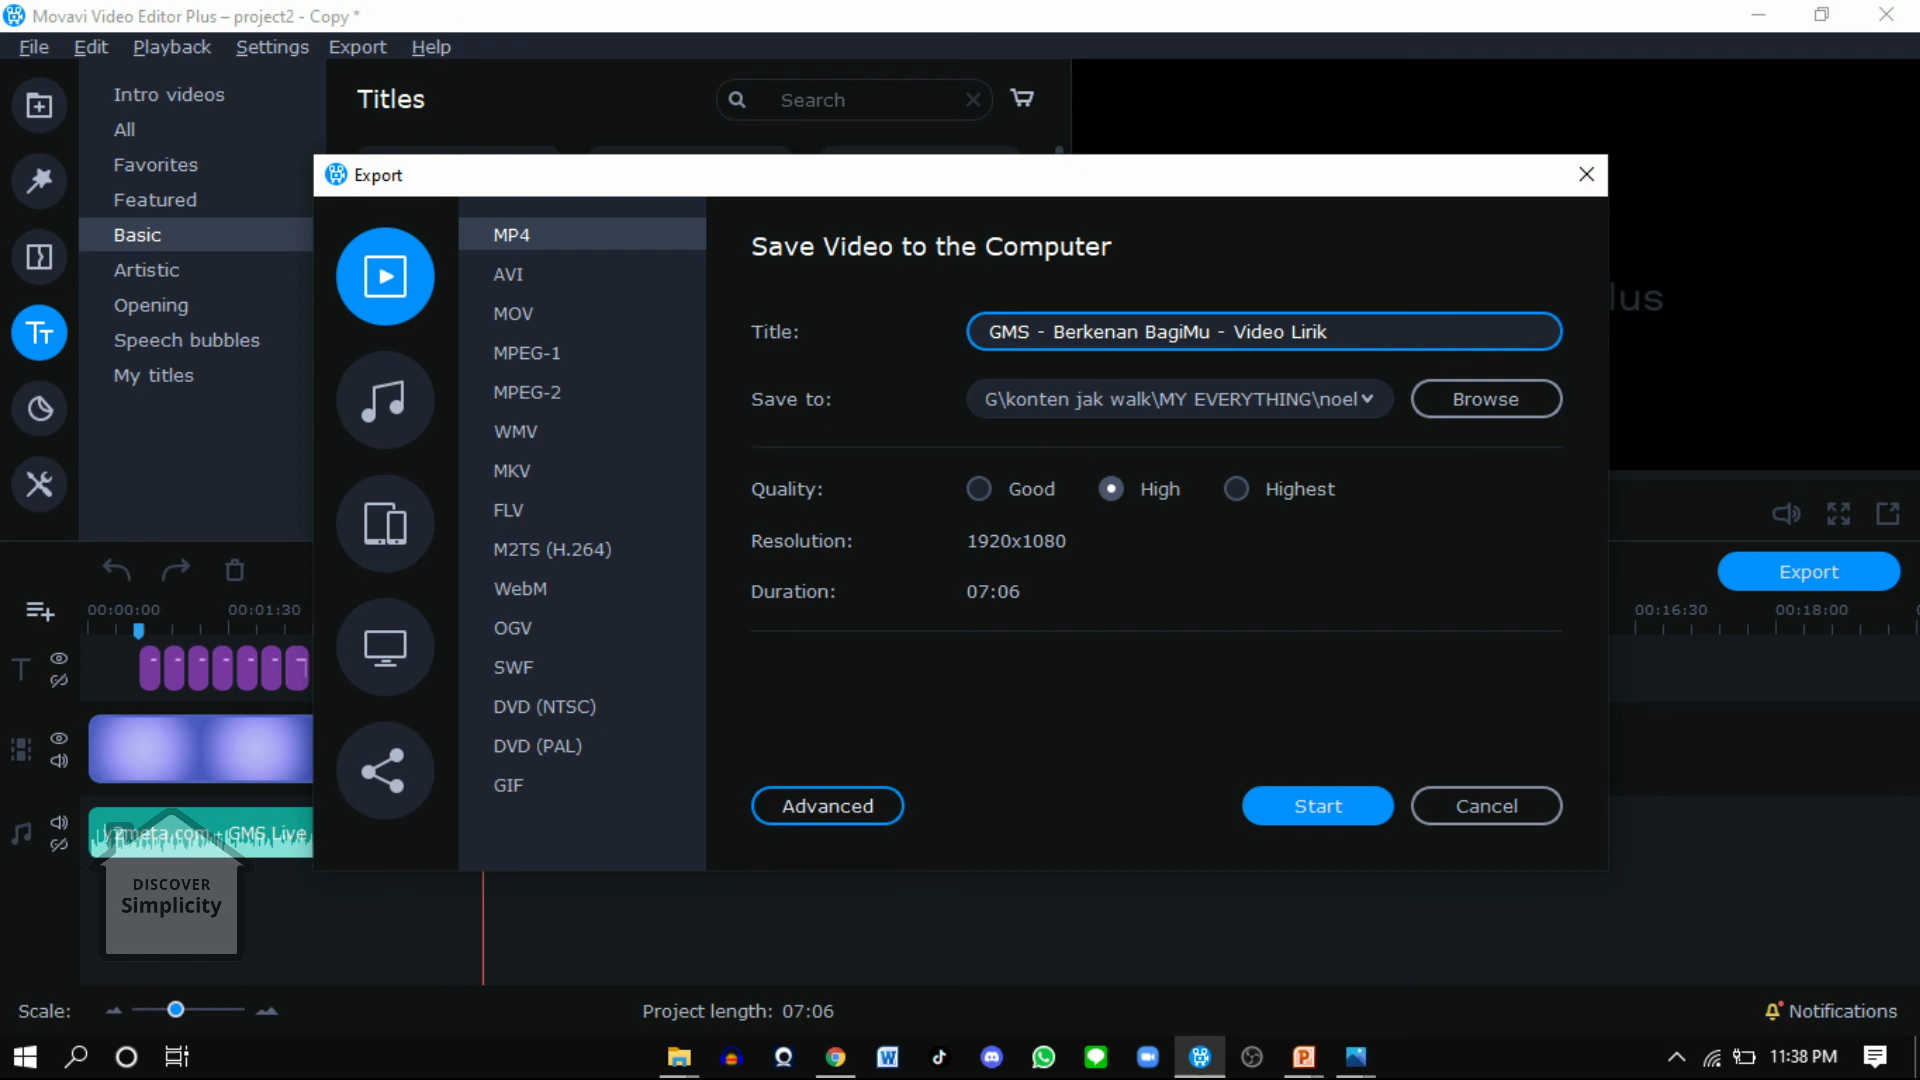 Movavi Video Editor Plus – project2 - Copy *
File Edit Playback Settings Export Help
Intro videos
All
Favorites
Featured
Basic
Artistic
Opening
Speech bubbles
My titles
Titles
Search
lus
Export
MP4
AVI
MOV
MPEG-1
MPEG-2
WMV
MKV
FLV
M2TS (H.264)
WebM
OGV
SWF
DVD (NTSC)
DVD (PAL)
GIF
Save Video to the Computer
Title: GMS - Berkenan BagiMu - Video Lirik
Save to: G\konten jak walk\MY EVERYTHING\noel Browse
Quality: Good High Highest
Resolution: 1920x1080
Duration: 07:06
Advanced Start Cancel
Export
00:00:00 00:01:30 00:16:30 00:18:00
y2meta.com - GMS Live
DISCOVER
Simplicity
Scale: Project length: 07:06 Notifications
11:38 PM